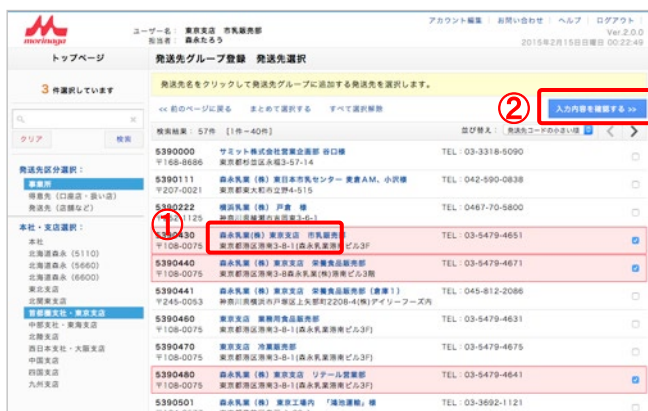 morinaga
ユーザー名： 東京支店 市乳販売部
担当者： 森永たろう
アカウント編集 | お問い合わせ | ヘルプ | ログアウト |
Ver.2.0.0
2015年2月15日日曜日 00:22:49
トップページ
発送先グループ登録 発送先選択
3 件選択しています
発送先名をクリックして発送先グループに追加する発送先を選択します。
<< 前のページに戻る まとめて選択する すべて選択解除
②
入力内容を確認する >>
クリア 検索
検索結果： 57件 [1件－40件]
並び替え： 発送先コードの小さい順
発送先区分選択：
事業所
得意先（口座店・扱い店）
発送先（店舗など）
本社・支店選択：
本社
北海道森永（5110）
北海道森永（5660）
北海道森永（6600）
東北支店
北関東支店
首都圏支社・東京支店
中部支社・東海支店
北陸支店
西日本支社・大阪支店
中国支店
四国支店
九州支店
5390000 サミット株式会社営業企画部 谷口様 TEL：03-3318-5090
〒168-8686 東京都杉並区永福3-57-14
5390111 森永乳業（株）東日本市乳センター 麦倉AM、小沢様 TEL：042-590-0838
〒207-0021 東京都東大和市立野4-515
①
5390222 横浜乳業（株）戸倉 様 TEL：0467-70-5800
1125 神奈川県綾瀬市吉岡東3-6-1
5390430 森永乳業(株) 東京支店 市乳販売部 TEL：03-5479-4651
〒108-0075 東京都港区港南3-8-1(森永乳業港南ビル3F
5390440 森永乳業（株）東京支店 栄養食品販売部 TEL：03-5479-4671
〒108-0075 東京都港区港南3-8森永乳業(株)港南ビル3階
5390441 森永乳業（株）東京支店 栄養食品販売部（倉庫1） TEL：045-812-2086
〒245-0053 神奈川県横浜市戸塚区上矢部町2208-4(株)デイリーフーズ内
5390460 東京支店 業務用食品販売部 TEL：03-5479-4631
〒108-0075 東京都港区港南3-8-1(森永乳業港南ビル3F)
5390470 東京支店 冷菓販売部 TEL：03-5479-4675
〒108-0075 東京都港区港南3-8-1(森永乳業港南ビル3F)
5390480 森永乳業（株）東京支店 リテール営業部 TEL：03-5479-4641
〒108-0075 東京都港区港南3-8-1(森永乳業港南ビル3F)
5390501 森永乳業（株）東京工場内 「鴻池運輸」様 TEL：03-3692-1121